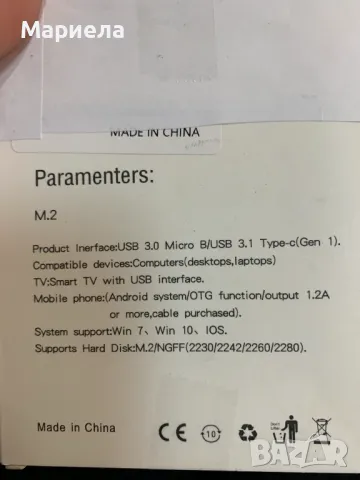 Мариела
MADE IN CHINA
Paramenters:
M.2
Product Inerface:USB 3.0 Micro B/USB 3.1 Type-c(Gen 1).
Compatible devices:Computers(desktops,laptops)
TV:Smart TV with USB interface.
Mobile phone:(Android system/OTG function/output 1.2A
or more,cable purchased).
System support:Win 7、Win 10、IOS.
Supports Hard Disk:M.2/NGFF(2230/2242/2260/2280).
Made in China
CE
10
bazar